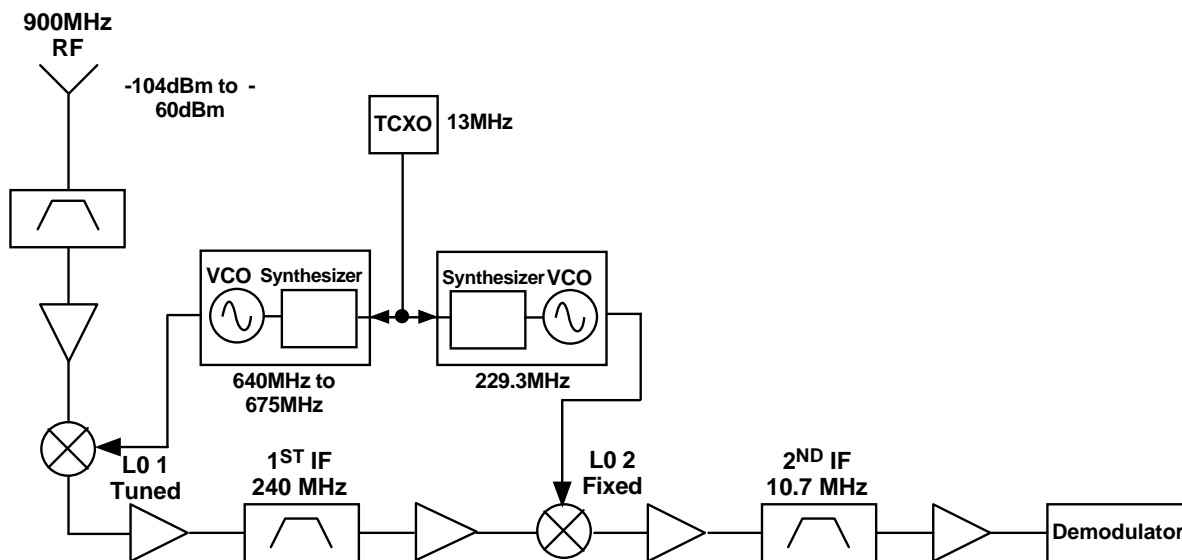 900MHz
RF
-104dBm to -
60dBm
TCXO
13MHz
VCO
Synthesizer
Synthesizer
VCO
640MHz to
675MHz
229.3MHz
L0 1
Tuned
1ST IF
240 MHz
L0 2
Fixed
2ND IF
10.7 MHz
Demodulator